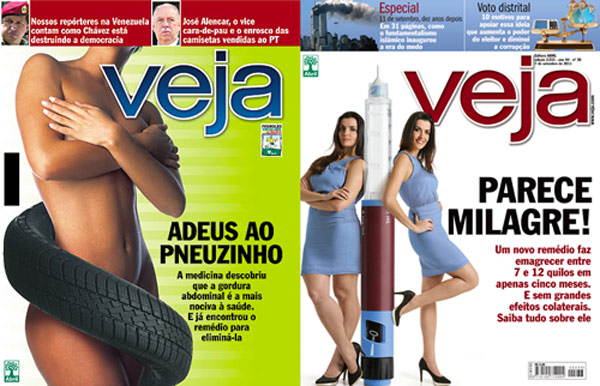 Nossos repórteres na Venezuela
contam como Chávez está
destruindo a democracia
José Alencar, o vice
cara-de-pau e o enrosco das
camisetas vendidas ao PT
veja
Abril
ADEUS AO
PNEUZINHO
A medicina descobriu
que a gordura
abdominal é a mais
nociva à saúde.
E já encontrou o
remédio para
eliminá-la
Abril
Especial
11 de setembro, dez anos depois
Em 31 páginas, como
o fundamentalismo
islâmico inaugurou
a era do medo
Voto distrital
10 motivos para
apoiar essa ideia
que aumenta o poder
do eleitor e diminui
a corrupção
Abril
veja
www.veja.com
PARECE
MILAGRE!
Um novo remédio faz
emagrecer entre
7 e 12 quilos em
apenas cinco meses.
E sem grandes
efeitos colaterais.
Saiba tudo sobre ele